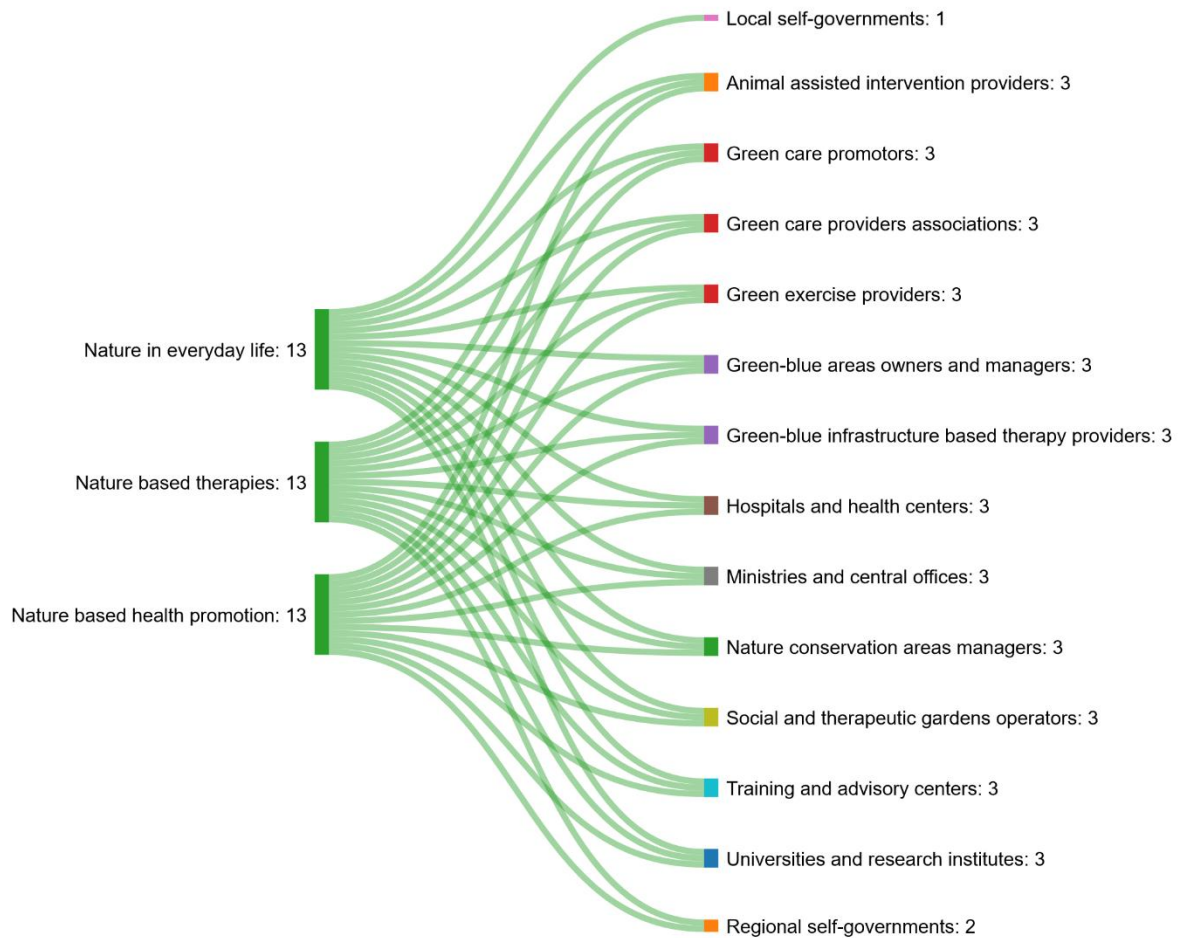 Nature in everyday life: 13
Nature based therapies: 13
Nature based health promotion: 13
Local self-governments: 1
Animal assisted intervention providers: 3
Green care promotors: 3
Green care providers associations: 3
Green exercise providers: 3
Green-blue areas owners and managers: 3
Green-blue infrastructure based therapy providers: 3
Hospitals and health centers: 3
Ministries and central offices: 3
Nature conservation areas managers: 3
Social and therapeutic gardens operators: 3
Training and advisory centers: 3
Universities and research institutes: 3
Regional self-governments: 2